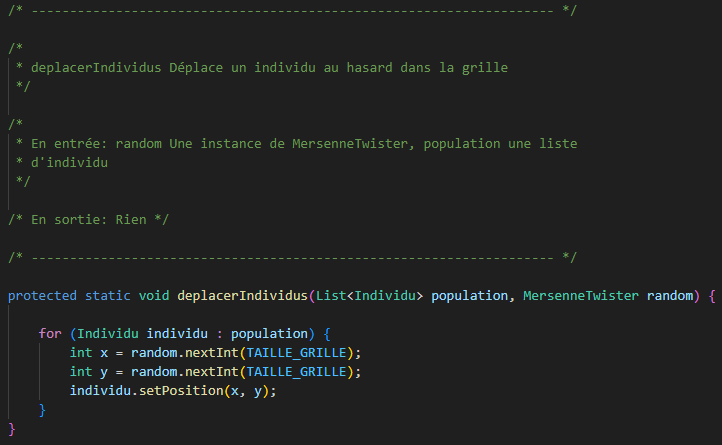 /* -------------------------------------------------------------------- */
/*
* deplacerIndividus Déplace un individu au hasard dans la grille
*/
/*
* En entrée: random Une instance de MersenneTwister, population une liste
* d'individu
*/
/* En sortie: Rien */
/* -------------------------------------------------------------------- */
protected static void deplacerIndividus(List<Individu> population, MersenneTwister random) {
for (Individu individu : population) {
int x = random.nextInt(TAILLE_GRILLE);
int y = random.nextInt(TAILLE_GRILLE);
individu.setPosition(x, y);
}
}